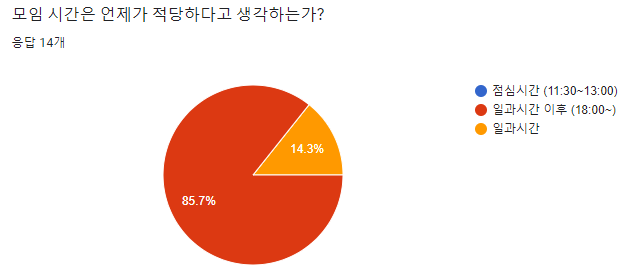 모임 시간은 언제가 적당하다고 생각하는가?
응답 14개
점심시간 (11:30~13:00)
일과시간 이후 (18:00~)
일과시간
14.3%
85.7%